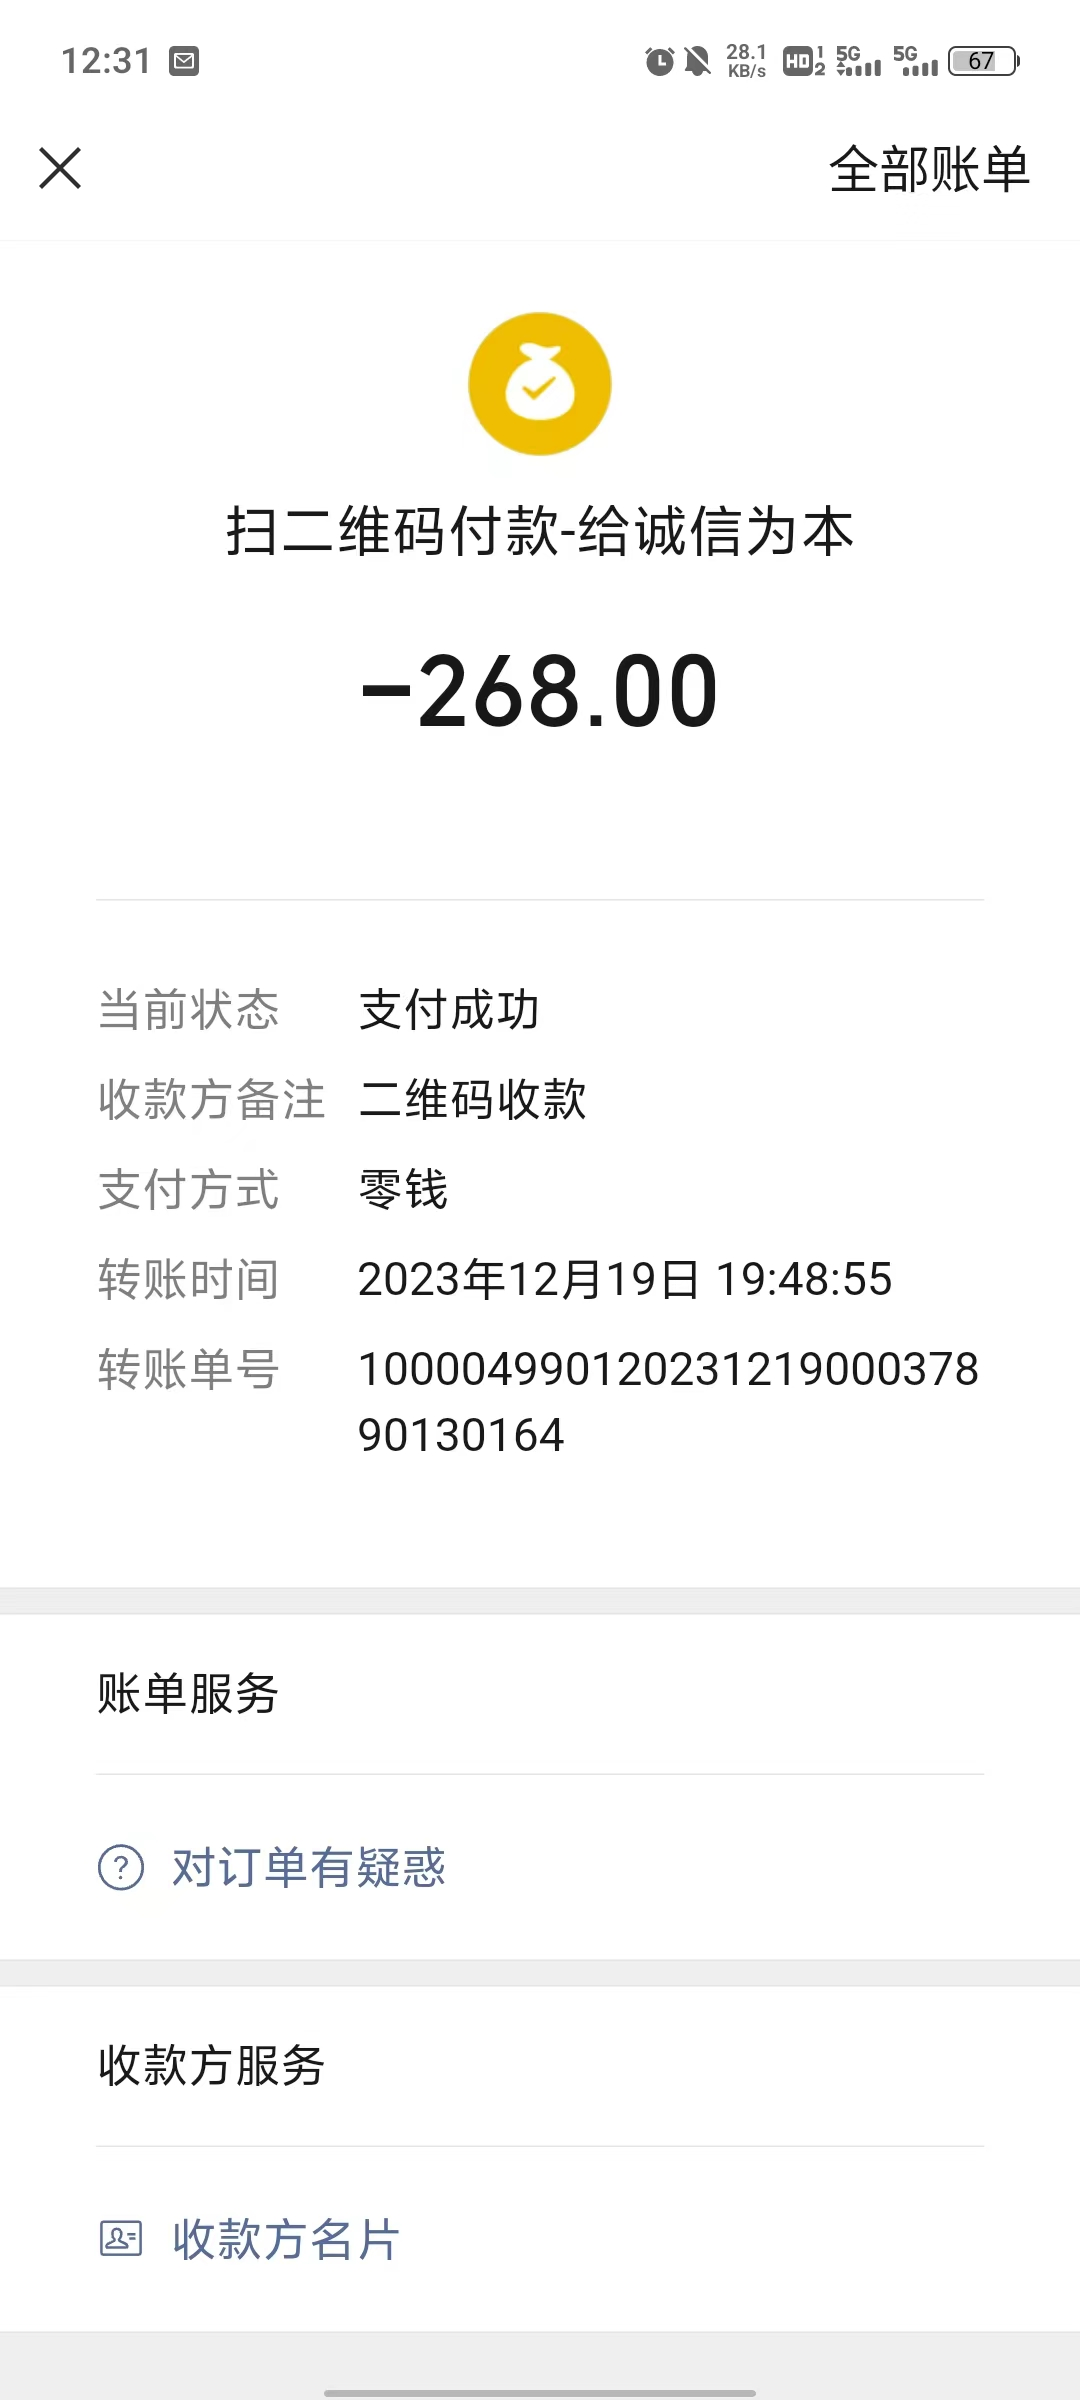 12:31
28.1
KB/s
HD 1 2
5G
5G
67
全部账单
扫二维码付款-给诚信为本
-268.00
当前状态 支付成功
收款方备注 二维码收款
支付方式 零钱
转账时间 2023年12月19日 19:48:55
转账单号 100004990120231219000378
90130164
账单服务
? 对订单有疑惑
收款方服务
收款方名片